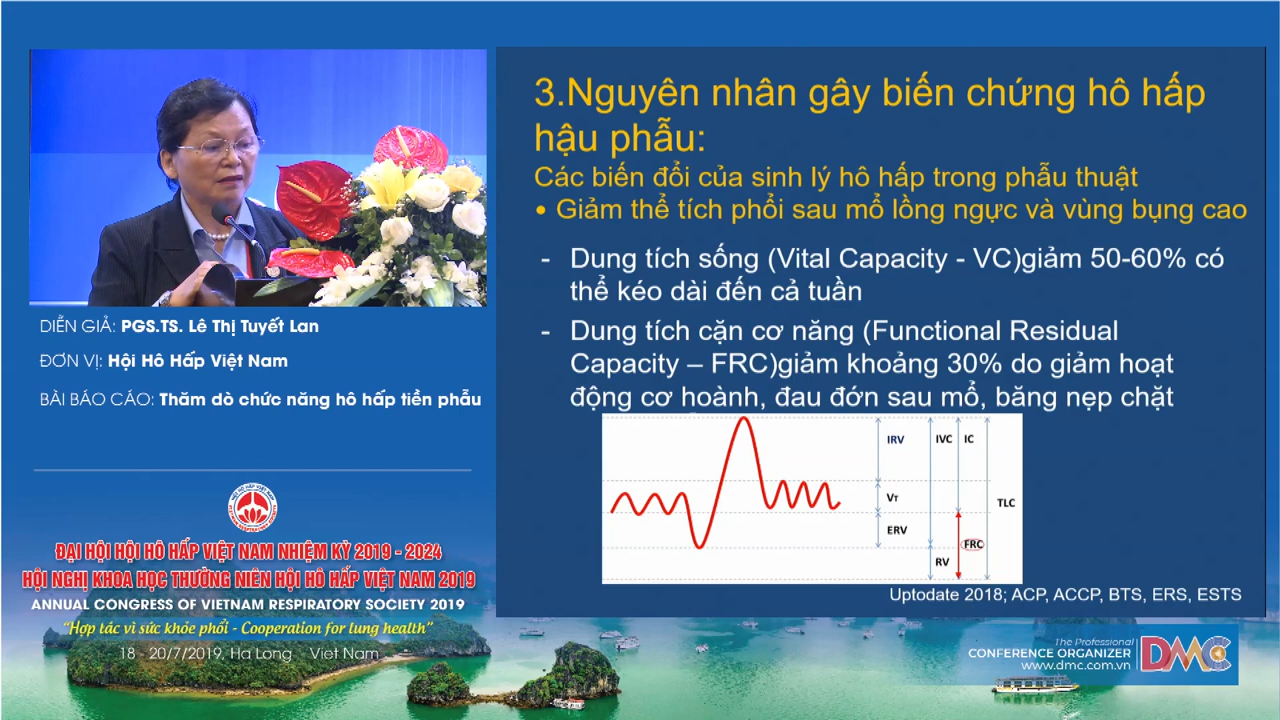 3.Nguyên nhân gây biến chứng hô hấp
hậu phẫu:
Các biến đổi của sinh lý hô hấp trong phẫu thuật
• Giảm thể tích phổi sau mổ lồng ngực và vùng bụng cao
- Dung tích sống (Vital Capacity - VC)giảm 50-60% có
thể kéo dài đến cả tuần
- Dung tích cặn cơ năng (Functional Residual
Capacity – FRC)giảm khoảng 30% do giảm hoạt
động cơ hoành, đau đớn sau mổ, băng nẹp chặt
IRV
IVC
IC
VT
TLC
ERV
FRC
RV
Uptodate 2018; ACP, ACCP, BTS, ERS, ESTS
DIỄN GIẢ: PGS.TS. Lê Thị Tuyết Lan
ĐƠN VỊ: Hội Hô Hấp Việt Nam
BÀI BÁO CÁO: Thăm dò chức năng hô hấp tiền phẫu
ĐẠI HỘI HỘI HÔ HẤP VIỆT NAM NHIỆM KỲ 2019 - 2024
HỘI NGHỊ KHOA HỌC THƯỜNG NIÊN HỘI HÔ HẤP VIỆT NAM 2019
ANNUAL CONGRESS OF VIETNAM RESPIRATORY SOCIETY 2019
“Hợp tác vì sức khỏe phổi - Cooperation for lung health”
18 - 20/7/2019, Ha Long Viet Nam
The Professional
CONFERENCE ORGANIZER
www.dmc.com.vn
DMC